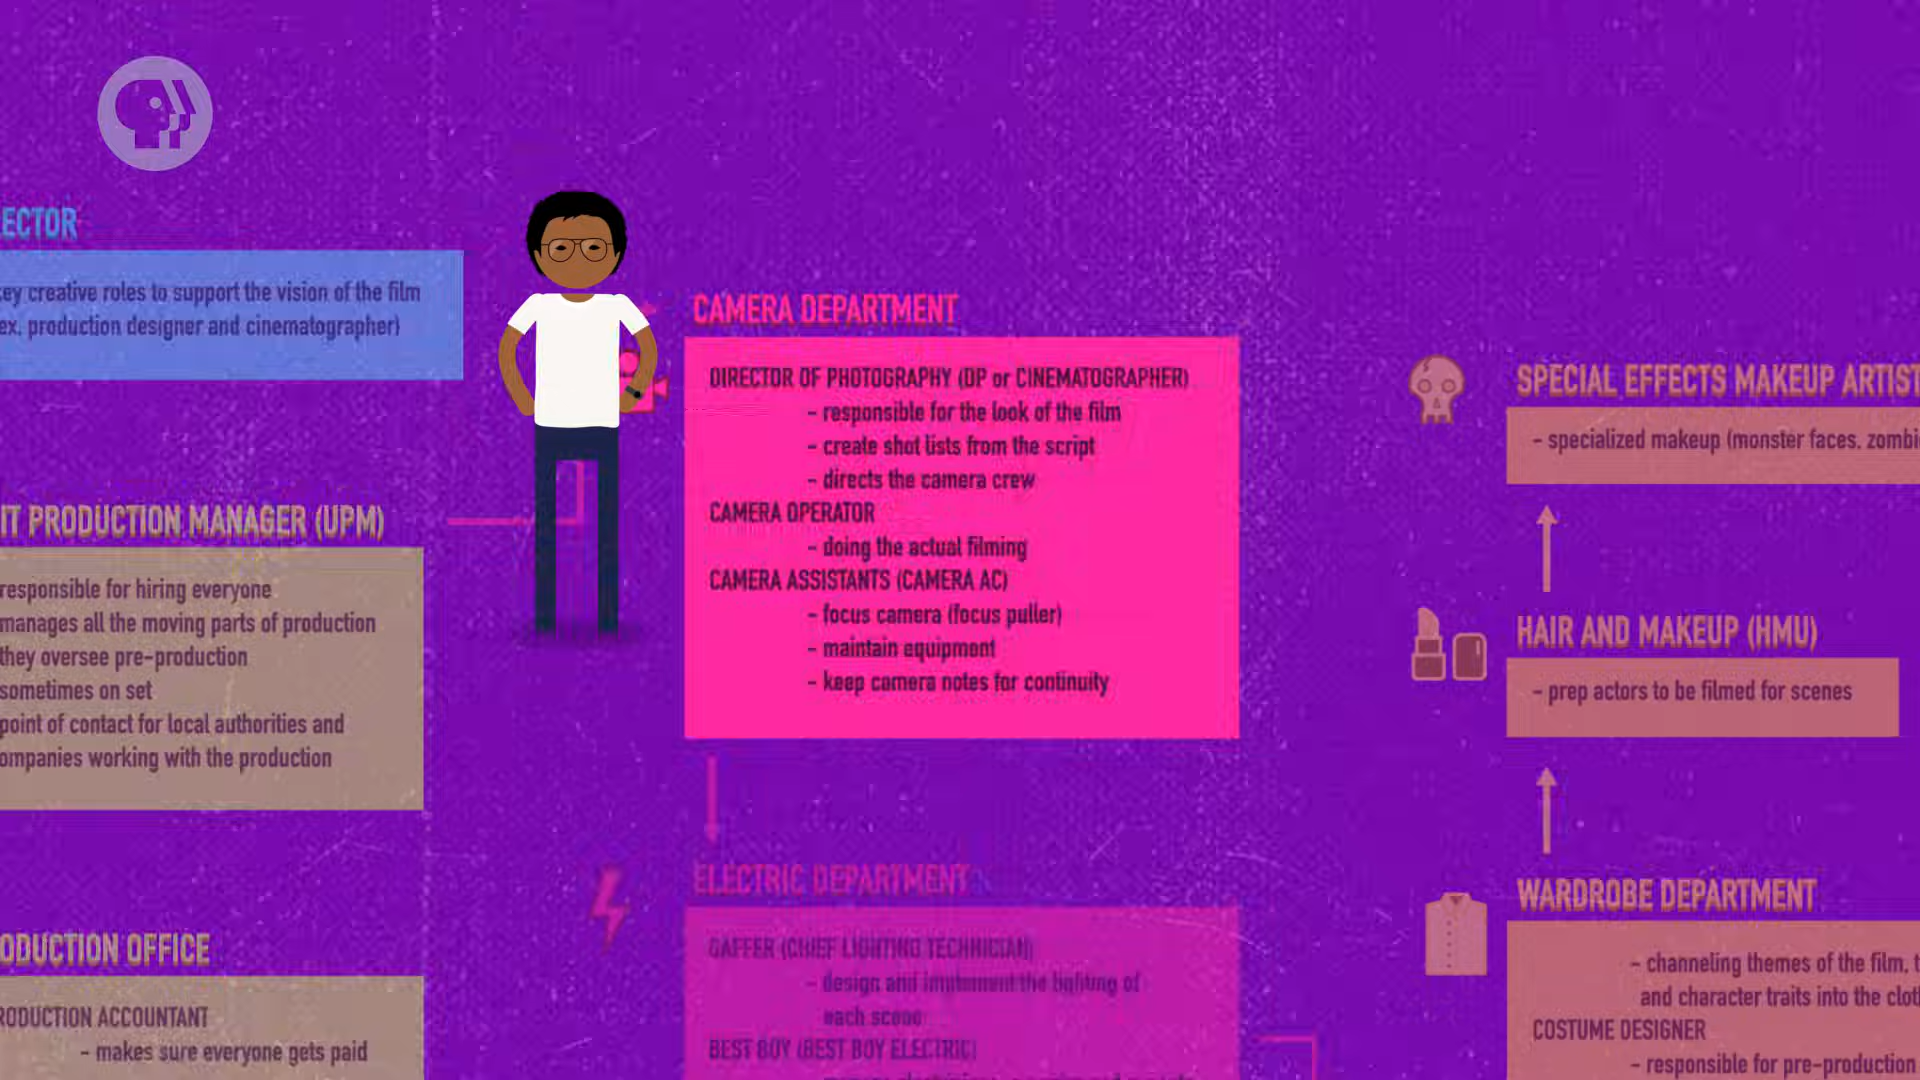 ECTOR
ey creative roles to support the vision of the film
ex. production designer and cinematographer)
IT PRODUCTION MANAGER (UPM)
responsible for hiring everyone
manages all the moving parts of production
they oversee pre-production
sometimes on set
point of contact for local authorities and
ompanies working with the production
ODUCTION OFFICE
RODUCTION ACCOUNTANT
- makes sure everyone gets paid
CAMERA DEPARTMENT
DIRECTOR OF PHOTOGRAPHY (DP or CINEMATOGRAPHER)
- responsible for the look of the film
- create shot lists from the script
- directs the camera crew
CAMERA OPERATOR
- doing the actual filming
CAMERA ASSISTANTS (CAMERA AC)
- focus camera (focus puller)
- maintain equipment
- keep camera notes for continuity
ELECTRIC DEPARTMENT
GAFFER (CHIEF LIGHTING TECHNICIAN)
- design and implement the lighting of
each scene
BEST BOY (BEST BOY ELECTRIC)
SPECIAL EFFECTS MAKEUP ARTIST
- specialized makeup (monster faces, zombi
HAIR AND MAKEUP (HMU)
- prep actors to be filmed for scenes
WARDROBE DEPARTMENT
- channeling themes of the film, t
and character traits into the clot
COSTUME DESIGNER
- responsible for pre-production